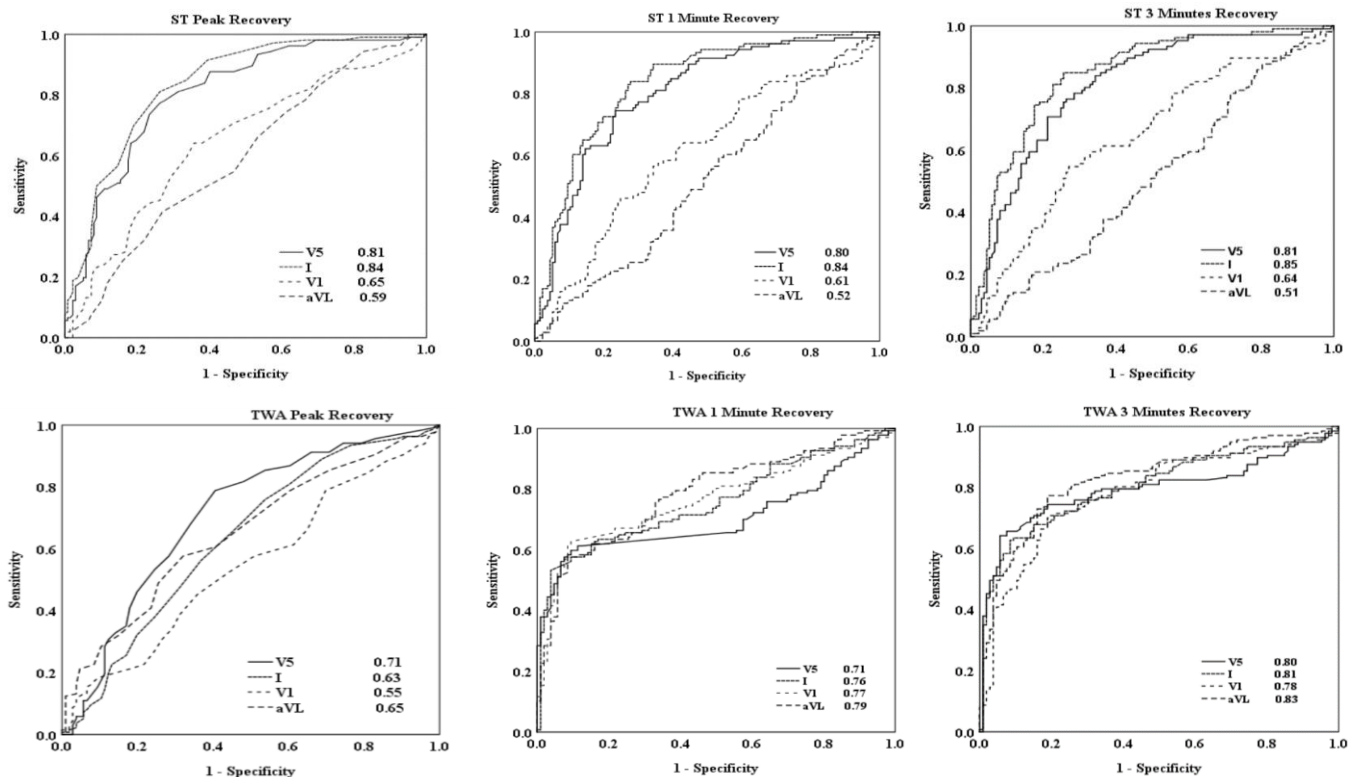 ST Peak Recovery
1.0
0.8
0.6
0.4
0.2
0.0
Sensitivity
V5 0.81
I 0.84
V1 0.65
aVL 0.59
0.0 0.2 0.4 0.6 0.8 1.0
1 - Specificity
ST 1 Minute Recovery
1.0
0.8
0.6
0.4
0.2
0.0
Sensitivity
V5 0.80
I 0.84
V1 0.61
aVL 0.52
0.0 0.2 0.4 0.6 0.8 1.0
1 - Specificity
ST 3 Minutes Recovery
1.0
0.8
0.6
0.4
0.2
0.0
Sensitivity
V5 0.81
I 0.85
V1 0.64
aVL 0.51
0.0 0.2 0.4 0.6 0.8 1.0
1 - Specificity
TWA Peak Recovery
1.0
0.8
0.6
0.4
0.2
0.0
Sensitivity
V5 0.71
I 0.63
V1 0.55
aVL 0.65
0.0 0.2 0.4 0.6 0.8 1.0
1 - Specificity
TWA 1 Minute Recovery
1.0
0.8
0.6
0.4
0.2
0.0
Sensitivity
V5 0.71
I 0.76
V1 0.77
aVL 0.79
0.0 0.2 0.4 0.6 0.8 1.0
1 - Specificity
TWA 3 Minutes Recovery
1.0
0.8
0.6
0.4
0.2
0.0
Sensitivity
V5 0.80
I 0.81
V1 0.78
aVL 0.83
0.0 0.2 0.4 0.6 0.8 1.0
1 - Specificity